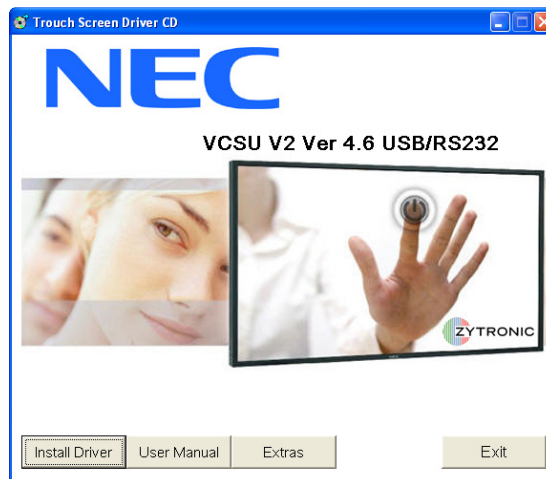 Trouch Screen Driver CD
NEC
VCSU V2 Ver 4.6 USB/RS232
ZYTRONIC
Install Driver
User Manual
Extras
Exit